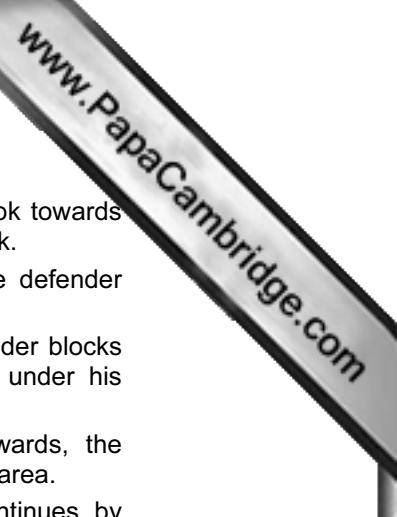 www.PapaCambridge.com
ok towards
k.
e defender
der blocks
under his
wards, the
area.
ntinues by